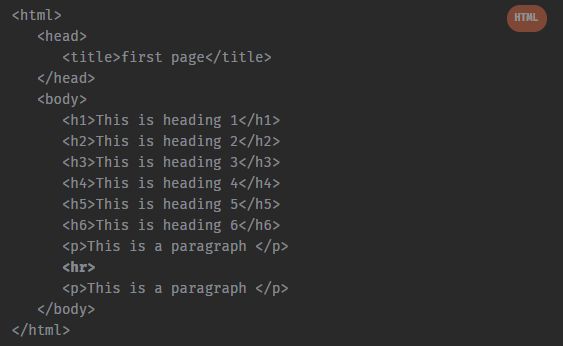 <html>
HTML
<head>
<title>first page</title>
</head>
<body>
<h1>This is heading 1</h1>
<h2>This is heading 2</h2>
<h3>This is heading 3</h3>
<h4>This is heading 4</h4>
<h5>This is heading 5</h5>
<h6>This is heading 6</h6>
<p>This is a paragraph </p>
<hr>
<p>This is a paragraph </p>
</body>
</html>